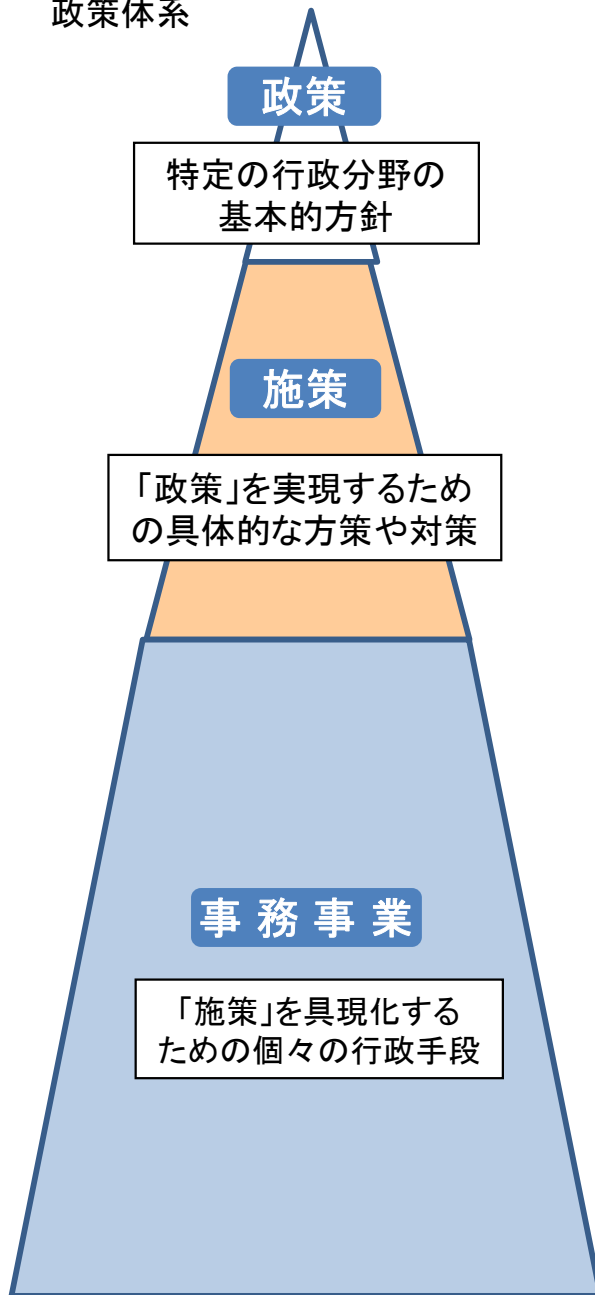 政策体系
政策
特定の行政分野の
基本的方針
施策
「政策」を実現するため
の具体的な方策や対策
事務事業
「施策」を具現化する
ための個々の行政手段